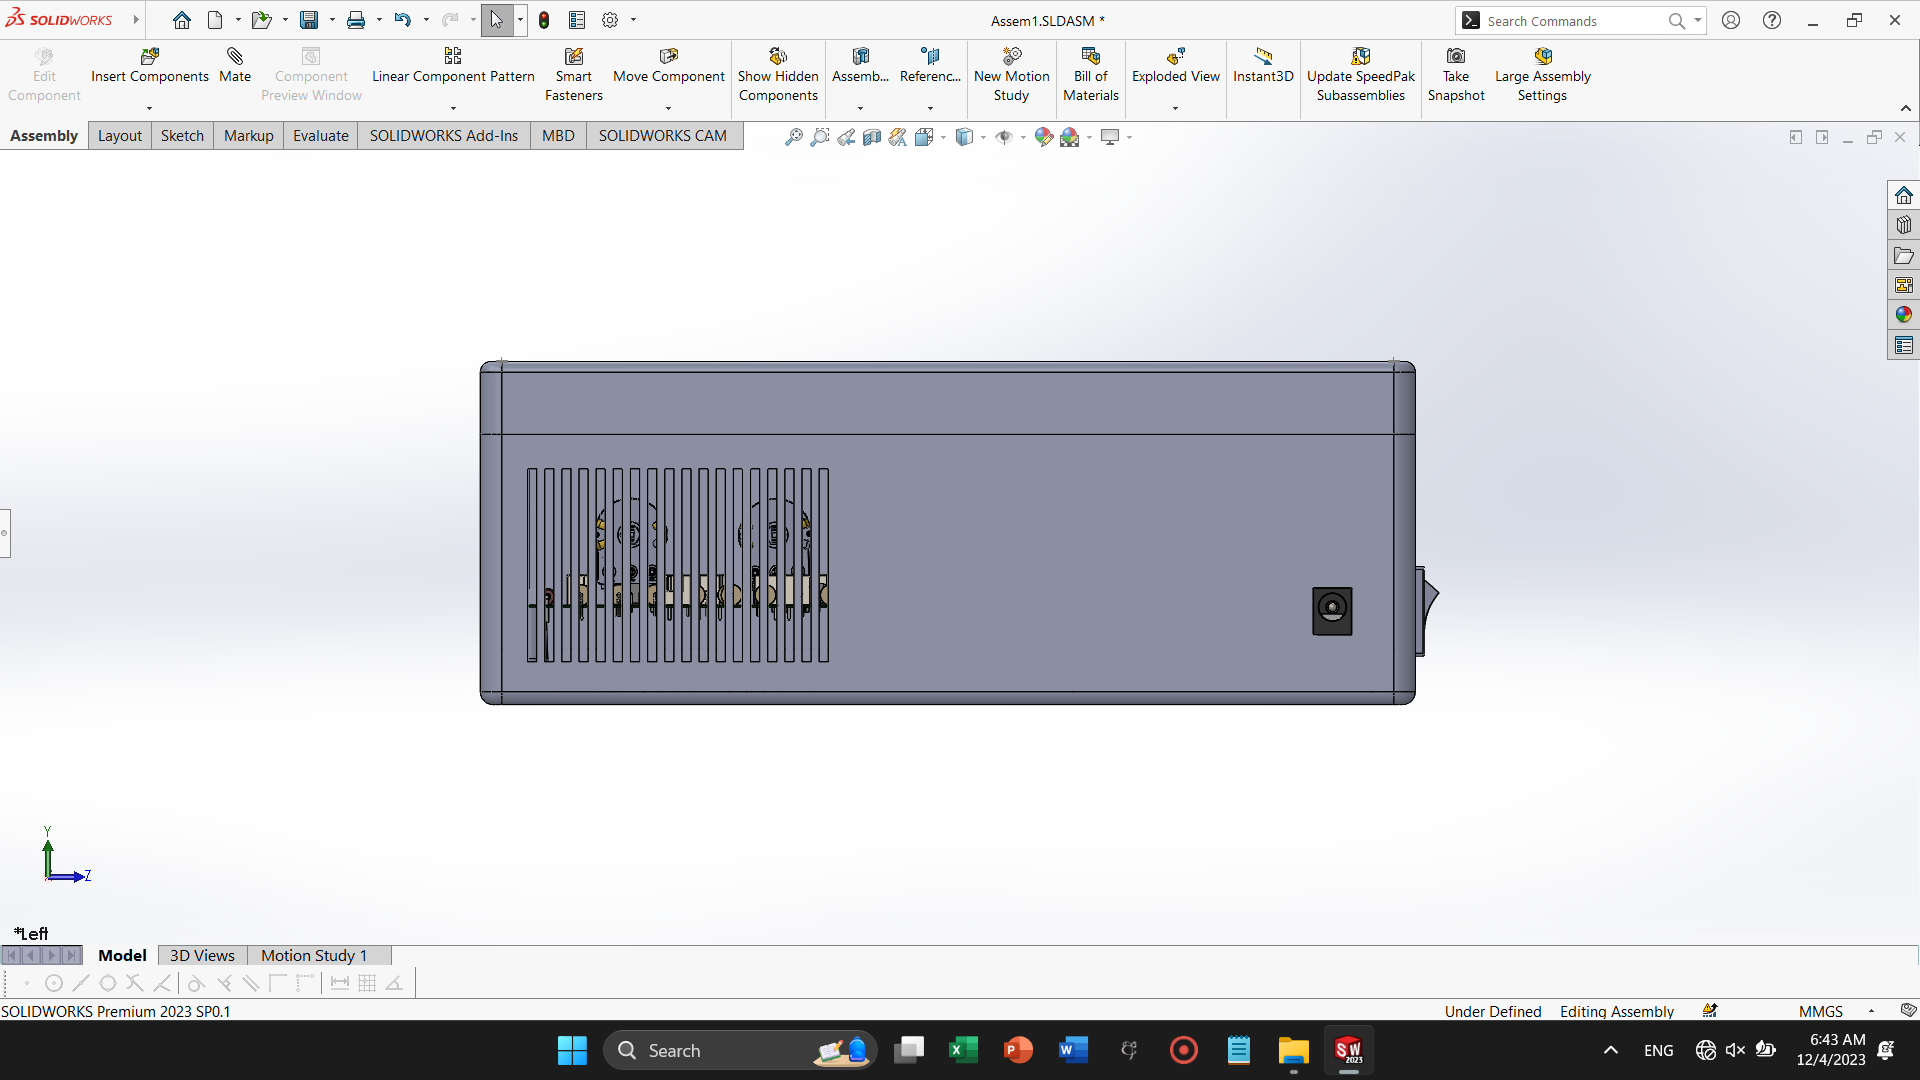 SOLIDWORKS
Assem1.SLDASM *
Search Commands
Edit
Component
Insert Components
Mate
Component
Preview Window
Linear Component Pattern
Smart
Fasteners
Move Component
Show Hidden
Components
Assemb...
Referenc...
New Motion
Study
Bill of
Materials
Exploded View
Instant3D
Update SpeedPak
Subassemblies
Take
Snapshot
Large Assembly
Settings
Assembly
Layout
Sketch
Markup
Evaluate
SOLIDWORKS Add-Ins
MBD
SOLIDWORKS CAM
Y
Z
*Left
Model
3D Views
Motion Study 1
SOLIDWORKS Premium 2023 SP0.1
Under Defined
Editing Assembly
MMGS
Search
SW
2023
ENG
6:43 AM
12/4/2023